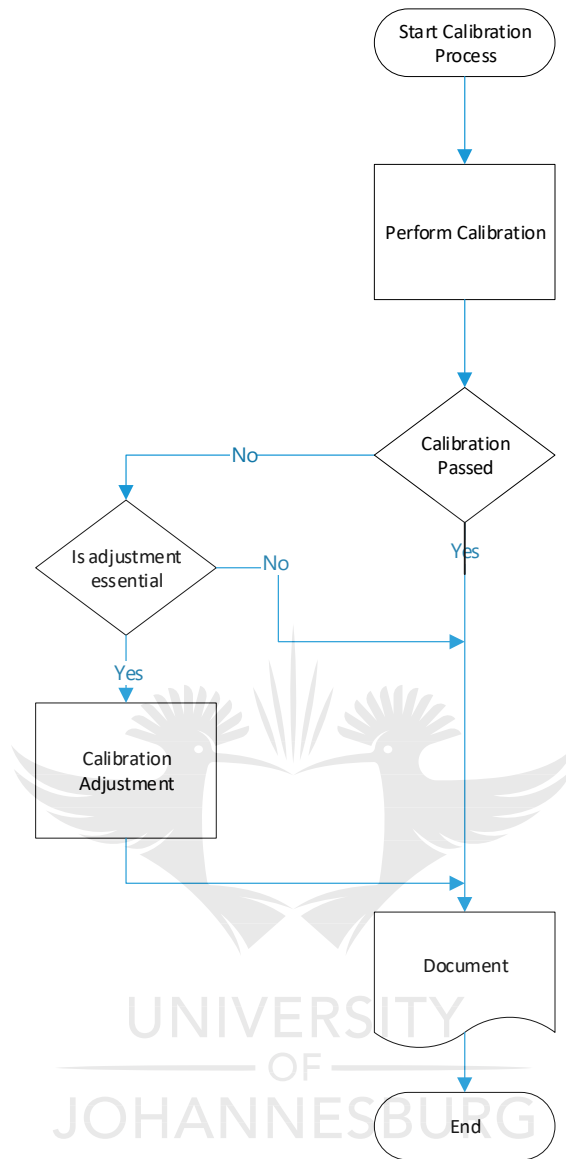 Start Calibration
Process
Perform Calibration
Calibration
Passed
No
Yes
Is adjustment
essential
No
Yes
Calibration
Adjustment
Document
UNIVERSITY
OF
JOHANNESBURG
End